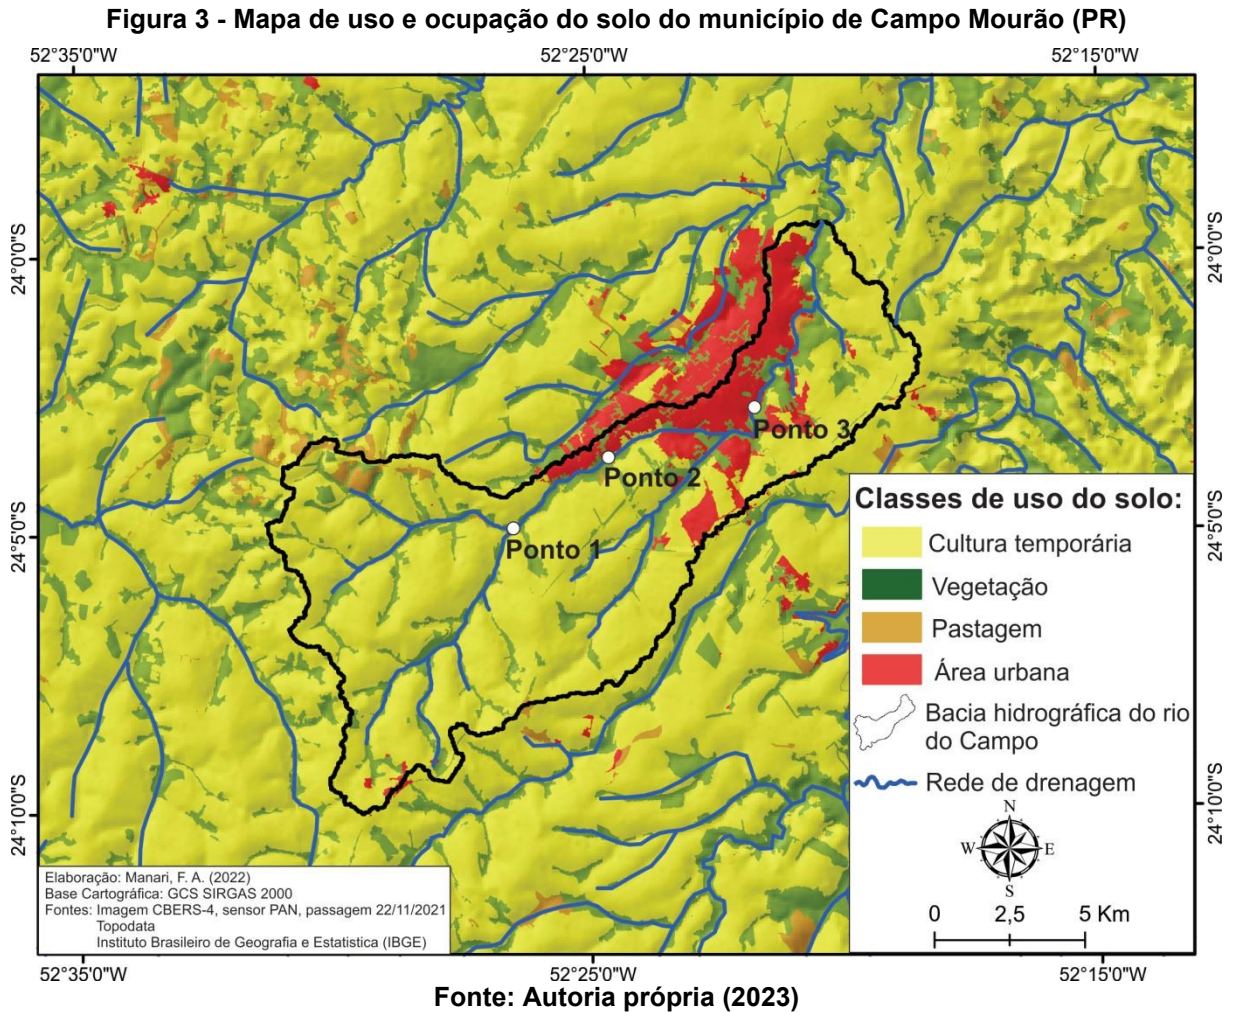 Figura 3 - Mapa de uso e ocupação do solo do município de Campo Mourão (PR)
52°35'0"W
52°25'0"W
52°15'0"W
24°0'0"S
24°0'0"S
Ponto 3
Ponto 2
Ponto 1
24°5'0"S
24°5'0"S
Classes de uso do solo:
Cultura temporária
Vegetação
Pastagem
Área urbana
Bacia hidrográfica do rio
do Campo
Rede de drenagem
N
W
E
S
0 2,5 5 Km
24°10'0"S
24°10'0"S
Elaboração: Manari, F. A. (2022)
Base Cartográfica: GCS SIRGAS 2000
Fontes: Imagem CBERS-4, sensor PAN, passagem 22/11/2021
Topodata
Instituto Brasileiro de Geografia e Estatistica (IBGE)
52°35'0"W
52°25'0"W
52°15'0"W
Fonte: Autoria própria (2023)